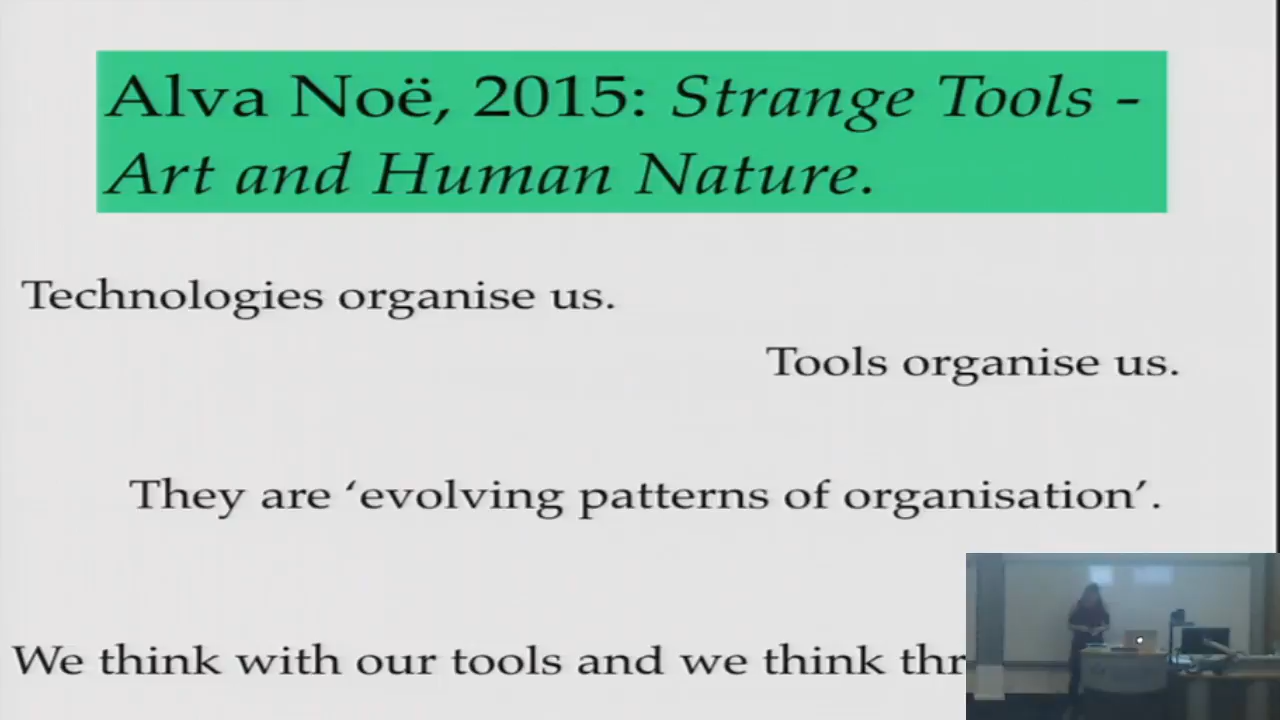 Alva Noë, 2015: Strange Tools -
Art and Human Nature.
Technologies organise us.
Tools organise us.
They are ‘evolving patterns of organisation’.
We think with our tools and we think